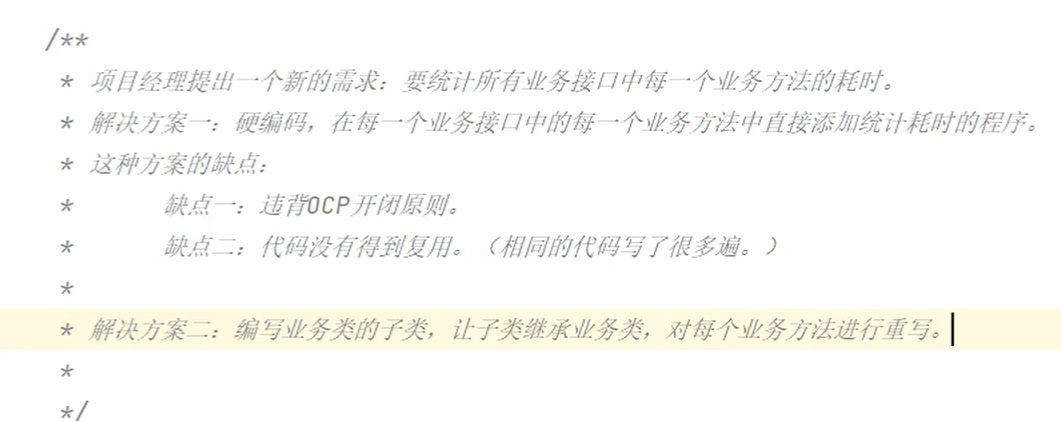 /**
* 项目经理提出一个新的需求：要统计所有业务接口中每一个业务方法的耗时。
* 解决方案一：硬编码，在每一个业务接口中的每一个业务方法中直接添加统计耗时的程序。
* 这种方案的缺点：
* 缺点一：违背OCP开闭原则。
* 缺点二：代码没有得到复用。（相同的代码写了很多遍。）
*
* 解决方案二：编写业务类的子类，让子类继承业务类，对每个业务方法进行重写。
*
*/